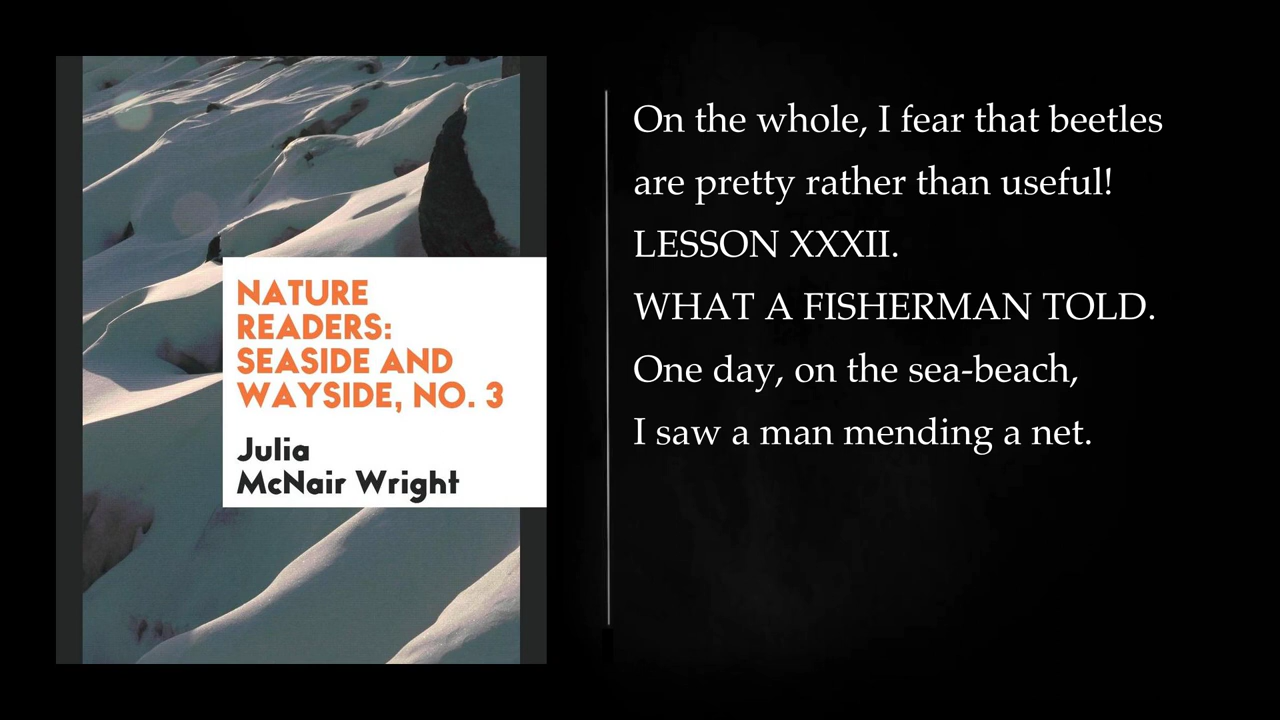 NATURE
READERS:
SEASIDE AND
WAYSIDE, NO. 3
Julia
McNair Wright
On the whole, I fear that beetles
are pretty rather than useful!
LESSON XXXII.
WHAT A FISHERMAN TOLD.
One day, on the sea-beach,
I saw a man mending a net.